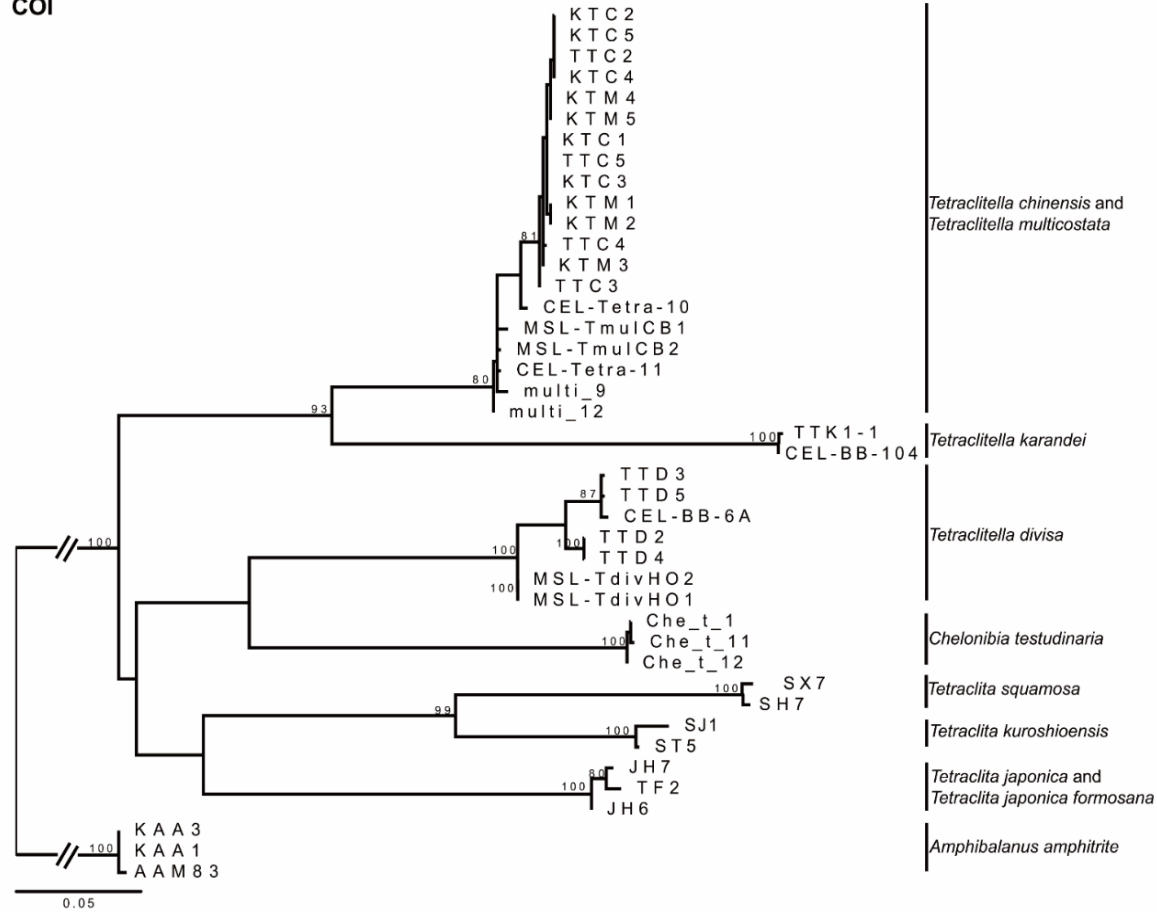 COI
KTC2
KTC5
TTC2
KTC4
KTM4
KTM5
KTC1
TTC5
KTC3
KTM1
KTM2
81
TTC4
KTM3
TTC3
CEL-Tetra-10
MSL-TmulCB1
MSL-TmulCB2
CEL-Tetra-11
80
multi_9
multi_12
Tetraclitella chinensis and
Tetraclitella multicostata
93
100
TTK1-1
CEL-BB-104
Tetraclitella karandei
TTD3
87
TTD5
CEL-BB-6A
100
TTD2
TTD4
100
MSL-TdivHO2
100
MSL-TdivHO1
Tetraclitella divisa
100
Che_t_1
100
Che_t_11
Che_t_12
Chelonibia testudinaria
100
SX7
SH7
Tetraclita squamosa
99
SJ1
100
ST5
Tetraclita kuroshioensis
JH7
80
TF2
100
JH6
Tetraclita japonica and
Tetraclita japonica formosana
KAA3
100
KAA1
AAM83
Amphibalanus amphitrite
0.05